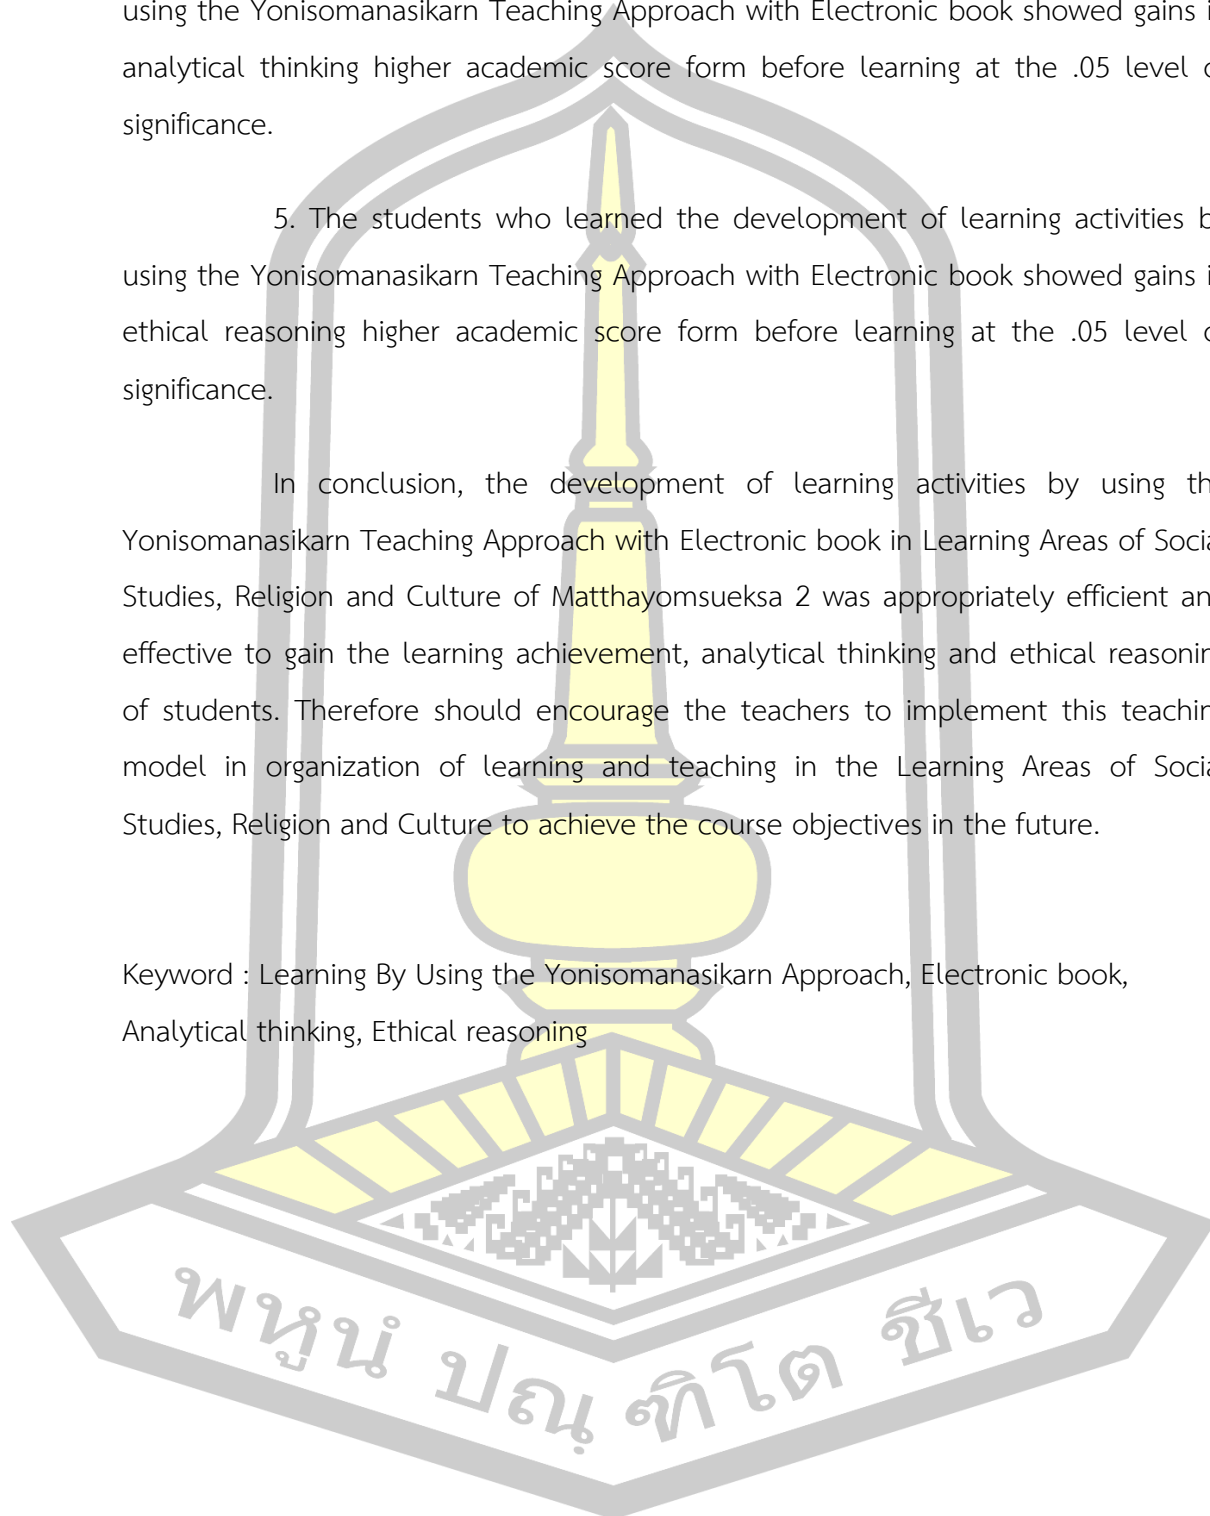 using the Yonisomanasikarn Teaching Approach with Electronic book showed gains
analytical thinking higher academic score form before learning at the .05 level
significance.
5. The students who learned the development of learning activities
using the Yonisomanasikarn Teaching Approach with Electronic book showed gains
ethical reasoning higher academic score form before learning at the .05 level
significance.
In conclusion, the development of learning activities by using
Yonisomanasikarn Teaching Approach with Electronic book in Learning Areas of
Studies, Religion and Culture of Matthayomsueksa 2 was appropriately efficient
effective to gain the learning achievement, analytical thinking and ethical
of students. Therefore should encourage the teachers to implement this
model in organization of learning and teaching in the Learning Areas of
Studies, Religion and Culture to achieve the course objectives in the future.
Keyword : Learning By Using the Yonisomanasikarn Approach, Electronic book,
Analytical thinking, Ethical reasoning
พหูนํ ปณฺฑิโต ชีเว